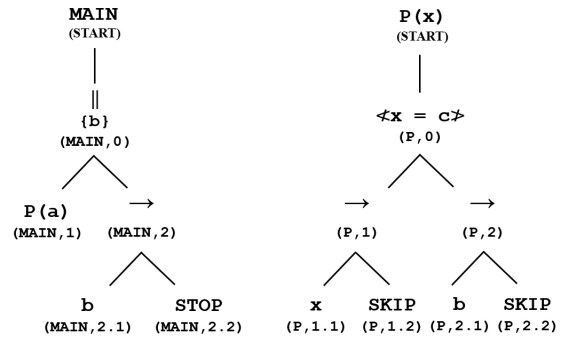 MAIN
(START)
P(x)
(START)
||
{b}
(MAIN,0)
≮x = c≯
(P,0)
P(a)
(MAIN,1)
→
(MAIN,2)
→
(P,1)
→
(P,2)
b
(MAIN,2.1)
STOP
(MAIN,2.2)
x
(P,1.1)
SKIP
(P,1.2)
b
(P,2.1)
SKIP
(P,2.2)